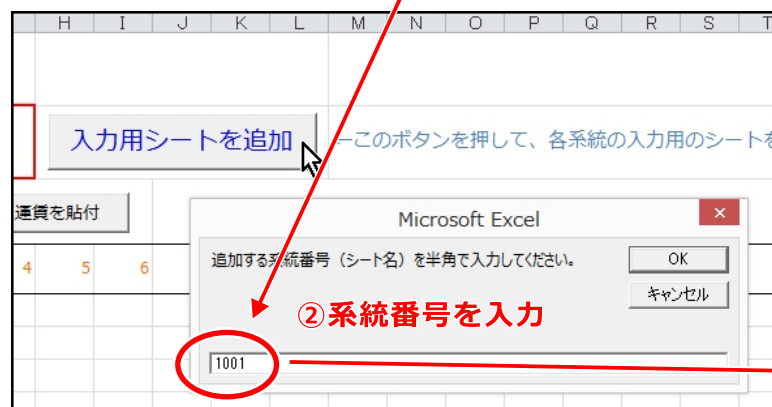 H I J K L M N O P Q R S T
入力用シートを追加
←このボタンを押して、各系統の入力用のシートを
運賃を貼付
Microsoft Excel
4 5 6
追加する系統番号（シート名）を半角で入力してください。
OK
キャンセル
②系統番号を入力
1001